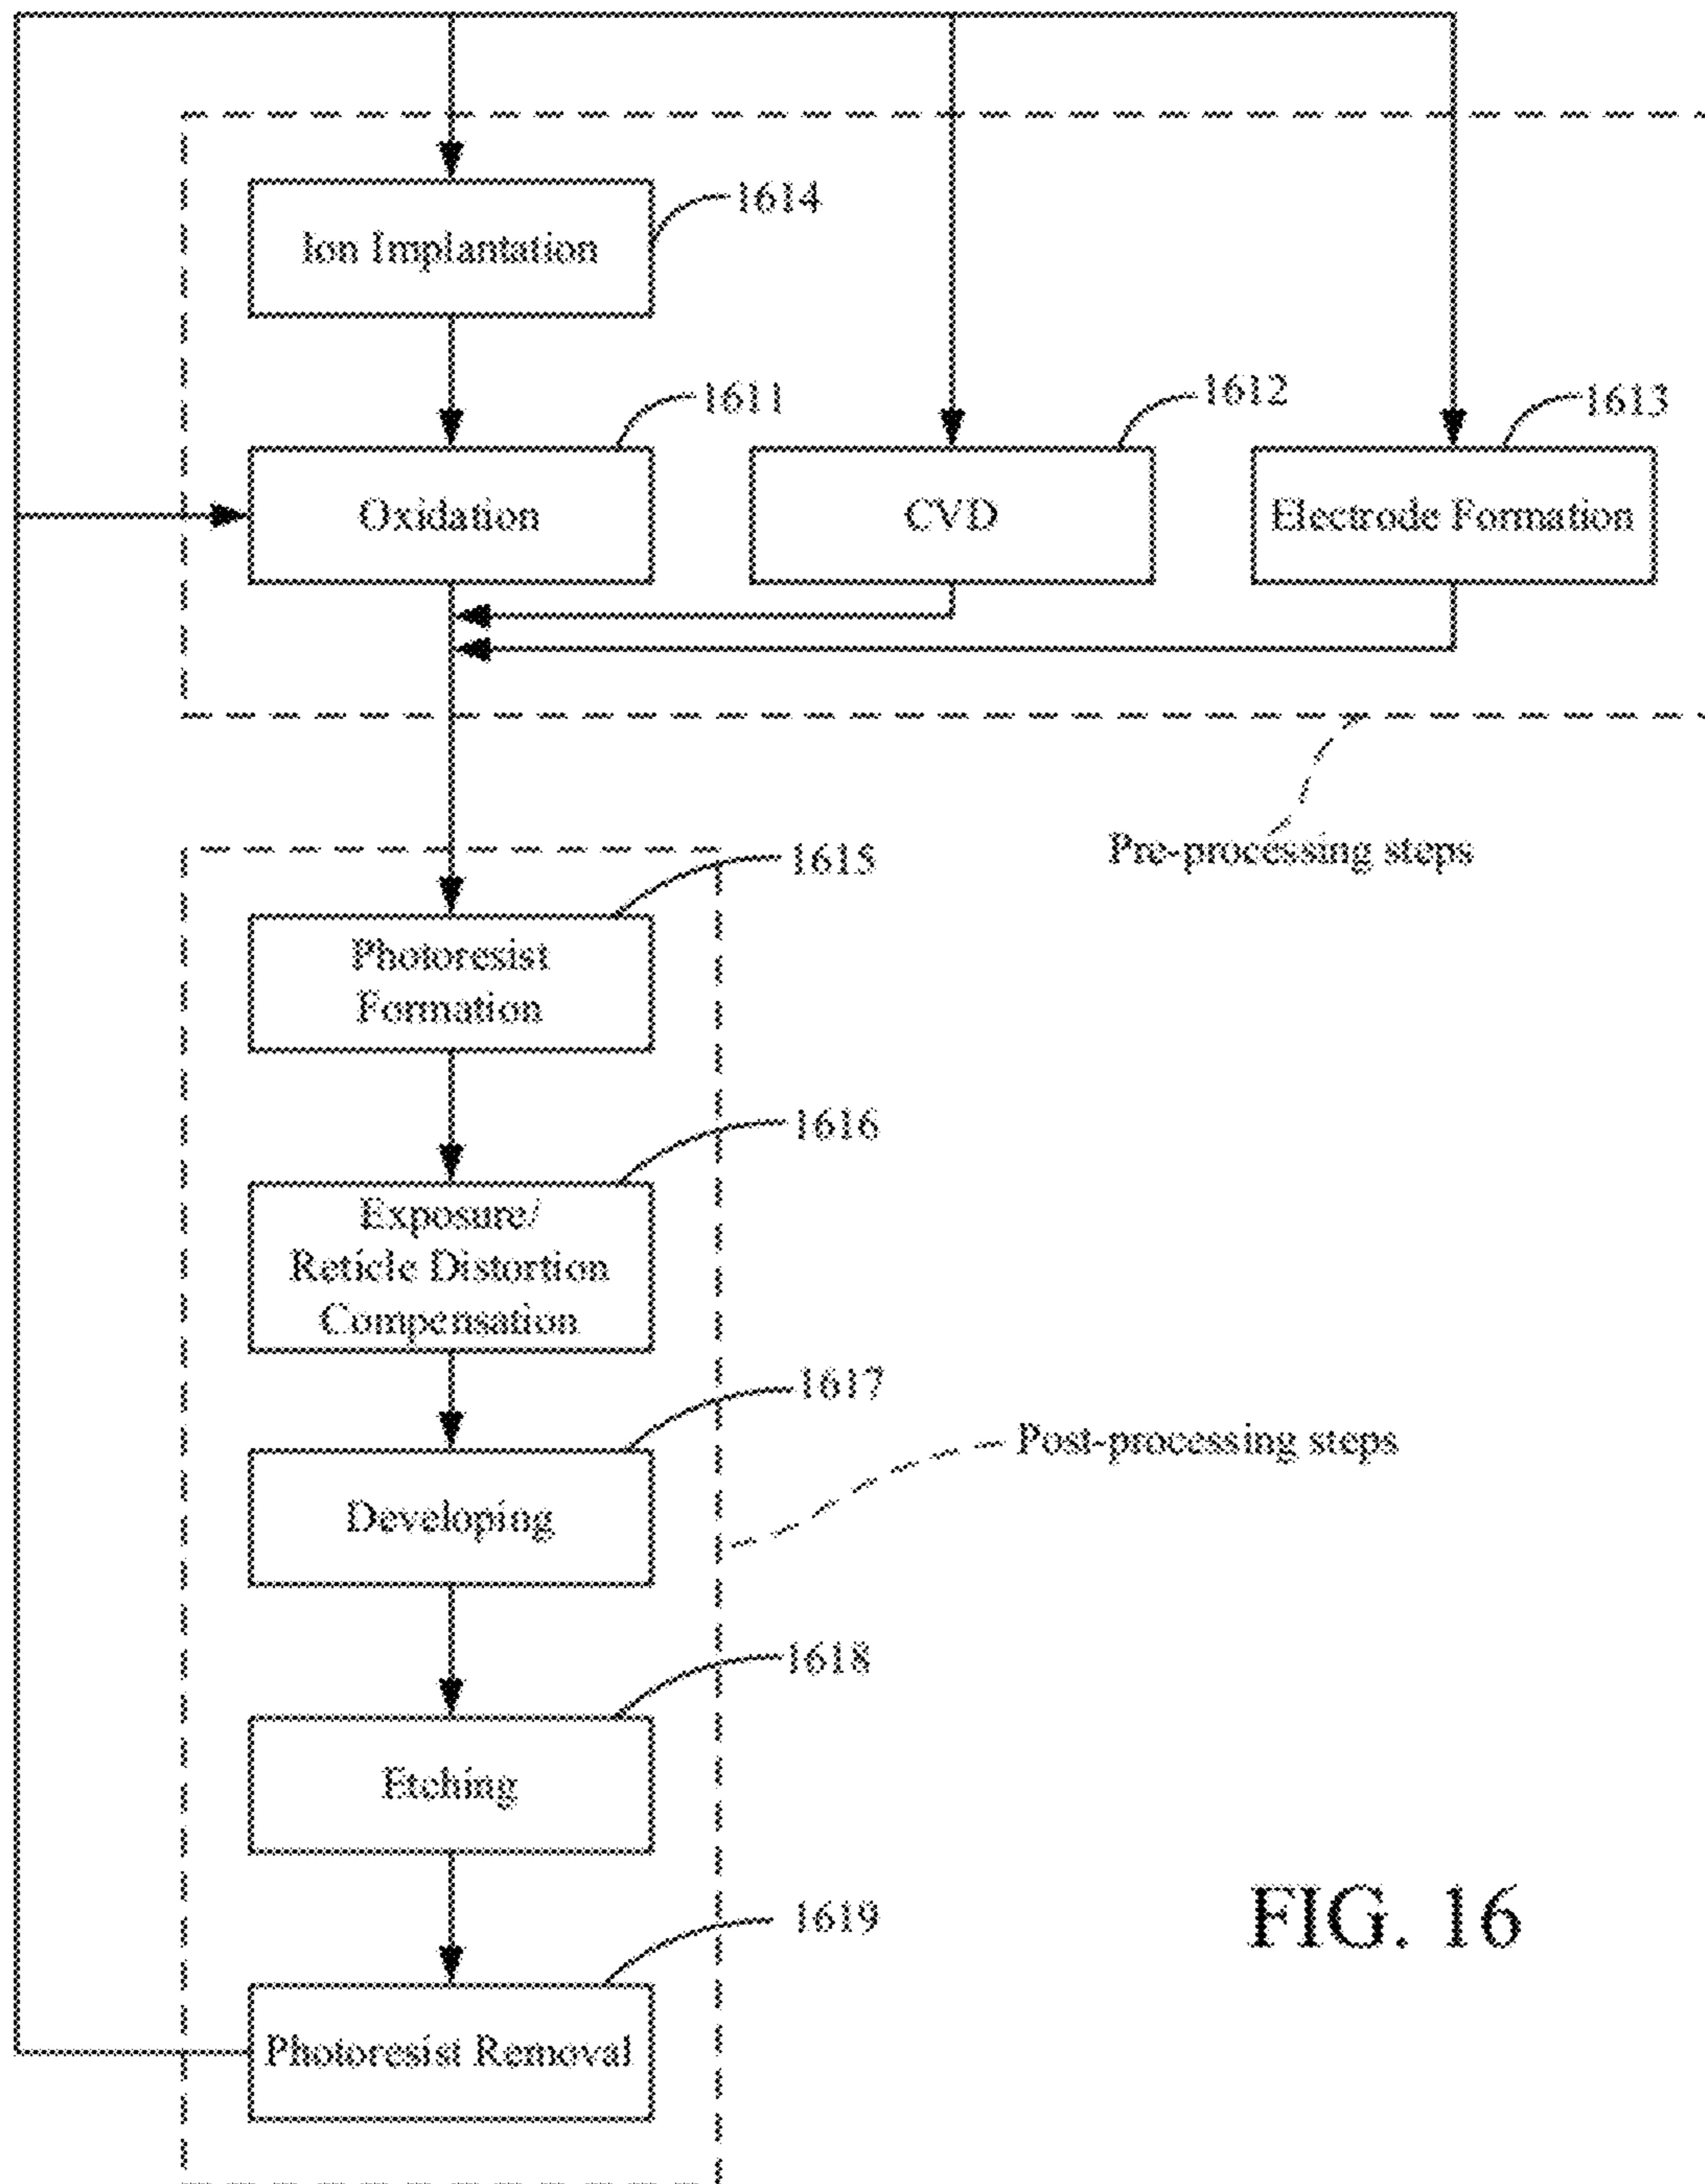 1614
Ion Implantation
1611
1612
1613
Oxidation
CVD
Electrode Formation
Pre-processing steps
1615
Photoresist
Formation
1616
Exposure/
Reticle Distortion
Compensation
1617
Post-processing steps
Developing
1618
Etching
1619
FIG. 16
Photoresist Removal